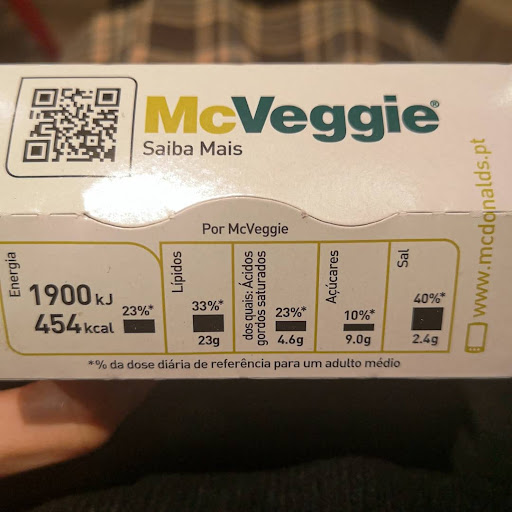 McVeggie®
Saiba Mais
Por McVeggie
Energia
1900 kJ
454 kcal
23%*
Lípidos
33%*
23g
dos quais: Ácidos
gordos saturados
23%*
4.6g
Açúcares
10%*
9.0g
Sal
40%*
2.4g
*% da dose diária de referência para um adulto médio
www.mcdonalds.pt